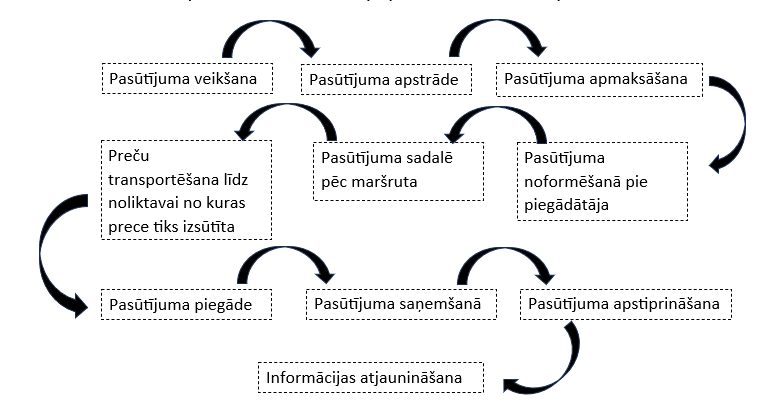 Pasūtījuma veikšana
Pasūtījuma apstrāde
Pasūtījuma apmaksāšana
Pasūtījuma
noformēšanā pie
piegādātāja
Pasūtījuma sadalē
pēc maršruta
Preču
transportēšana līdz
noliktavai no kuras
prece tiks izsūtīta
Pasūtījuma piegāde
Pasūtījuma saņemšanā
Pasūtījuma apstiprināšana
Informācijas atjaunināšana